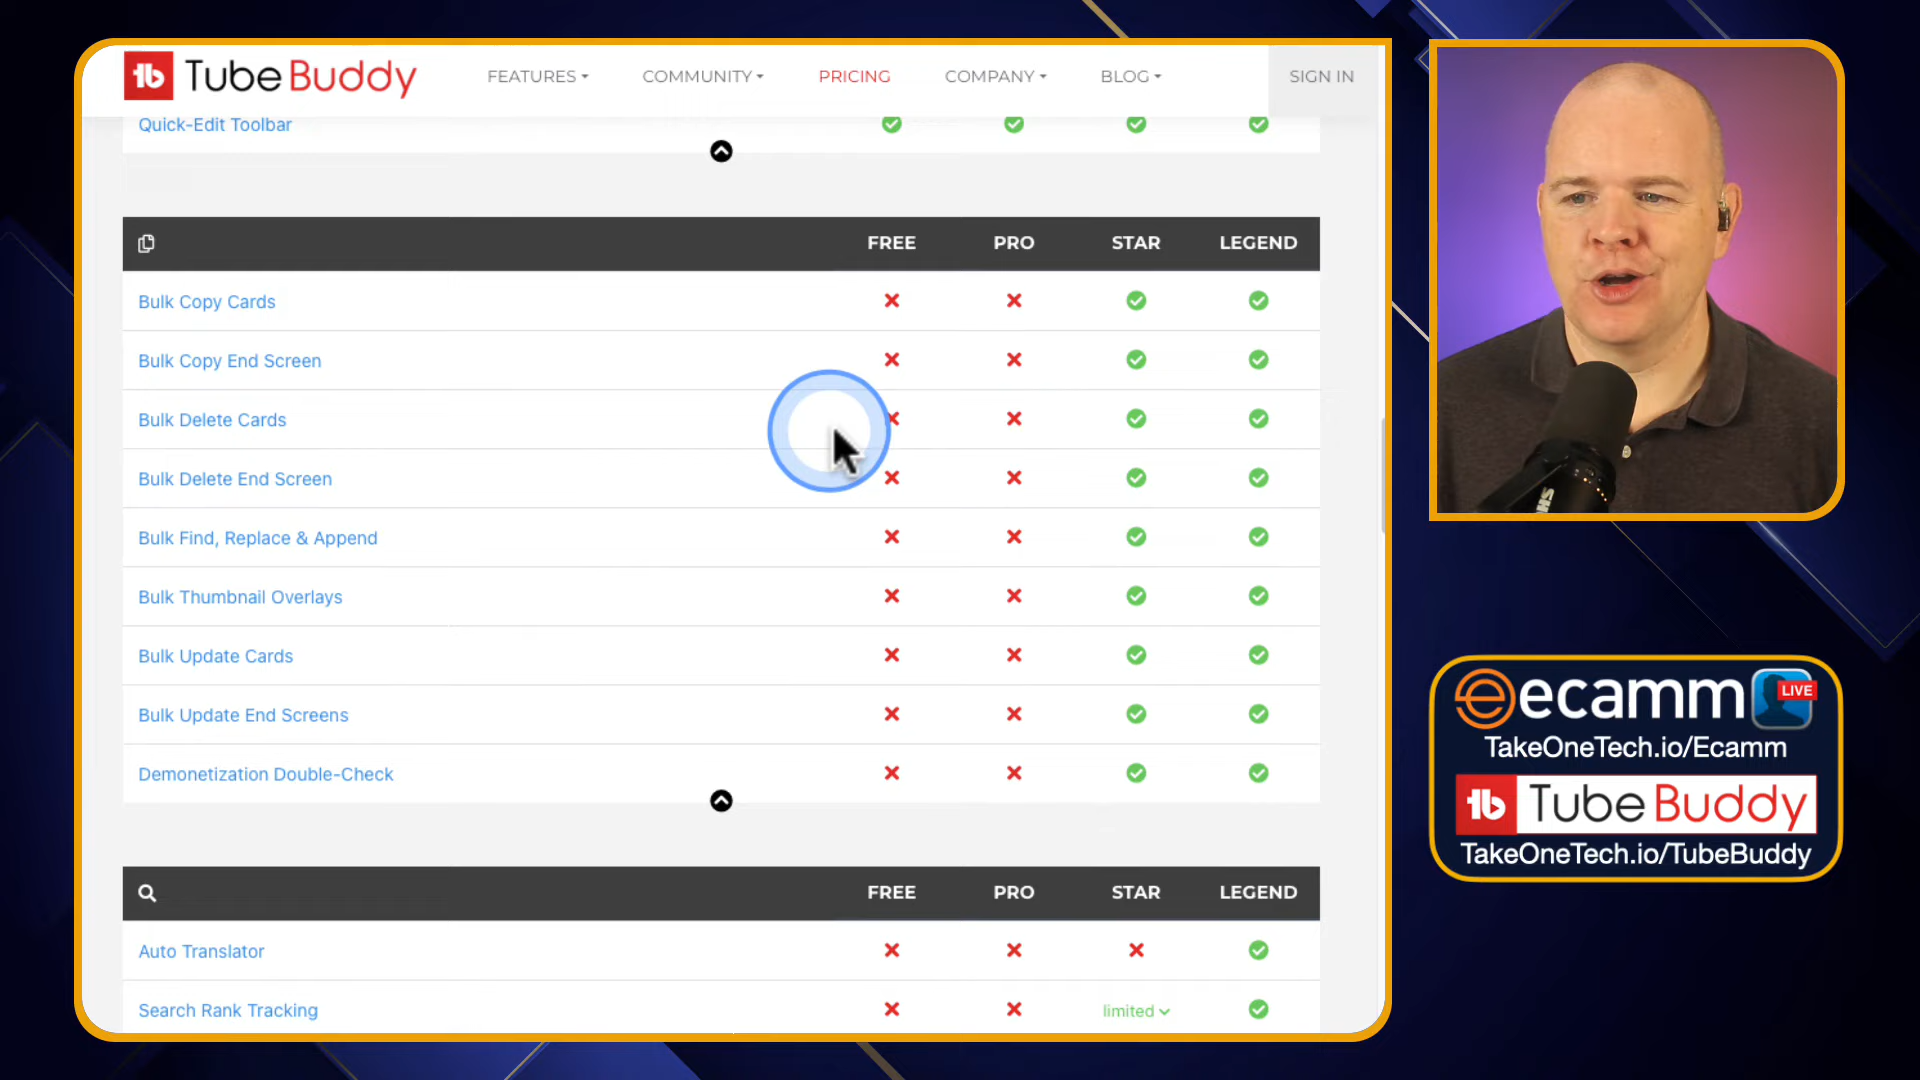 tb TubeBuddy FEATURES COMMUNITY PRICING COMPANY BLOG SIGN IN
Quick-Edit Toolbar
FREE PRO STAR LEGEND
Bulk Copy Cards
Bulk Copy End Screen
Bulk Delete Cards
Bulk Delete End Screen
Bulk Find, Replace & Append
Bulk Thumbnail Overlays
Bulk Update Cards
Bulk Update End Screens
Demonetization Double-Check
FREE PRO STAR LEGEND
Auto Translator
Search Rank Tracking limited
SH
ecamm LIVE
TakeOneTech.io/Ecamm
tb TubeBuddy
TakeOneTech.io/TubeBuddy